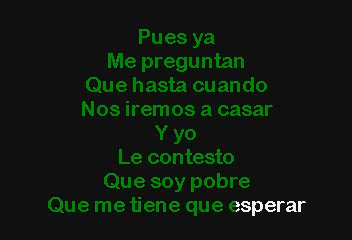 Pues ya
Me preguntan
Que hasta cuando
Nos iremos a casar
Y yo
Le contesto
Que soy pobre
Que me tiene que esperar